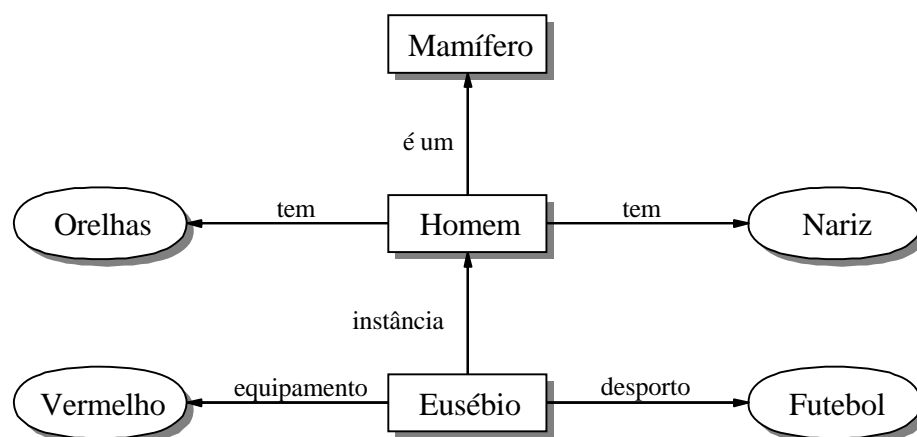 Mamífero
é um
Orelhas
tem
Homem
tem
Nariz
instância
Vermelho
equipamento
Eusébio
desporto
Futebol